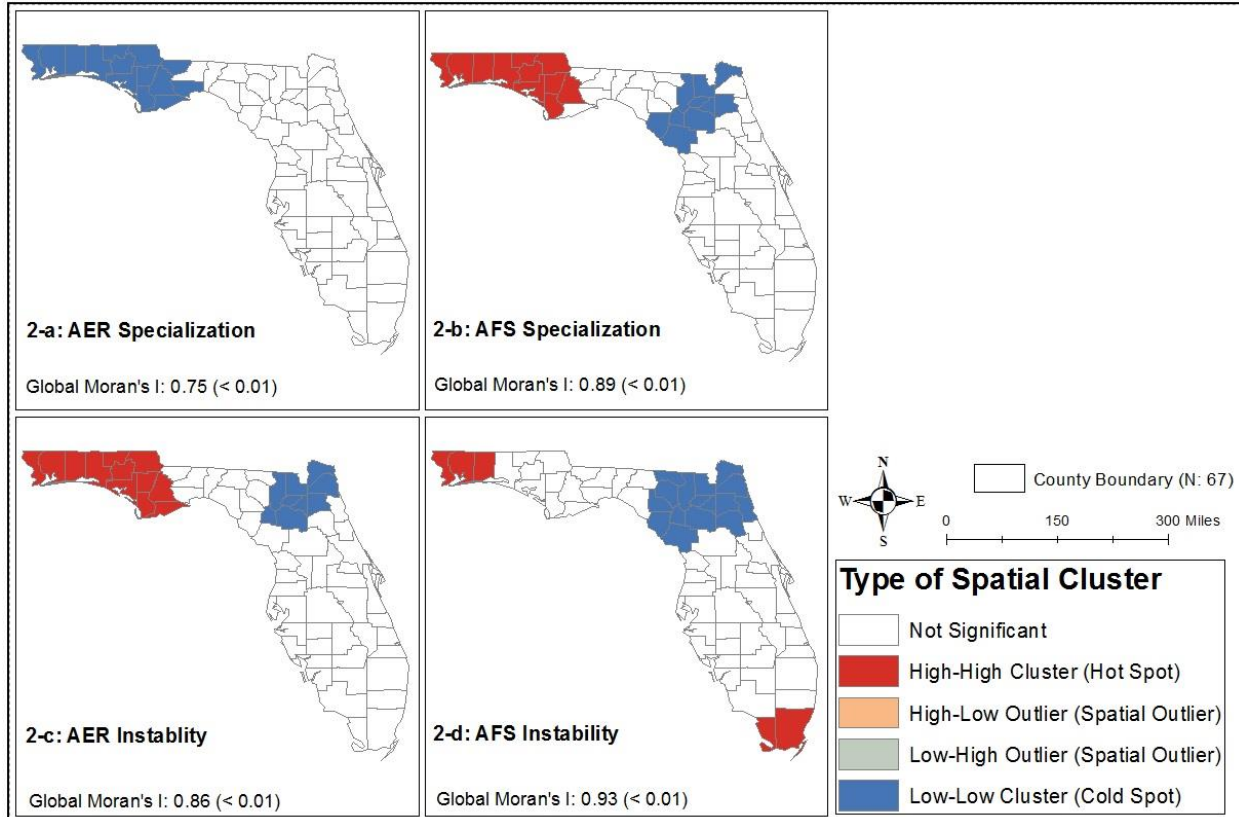 2-a: AER Specialization
Global Moran's I: 0.75 (< 0.01)
2-b: AFS Specialization
Global Moran's I: 0.89 (< 0.01)
2-c: AER Instablity
Global Moran's I: 0.86 (< 0.01)
2-d: AFS Instability
Global Moran's I: 0.93 (< 0.01)
N
W E
S
County Boundary (N: 67)
0 150 300 Miles
Type of Spatial Cluster
Not Significant
High-High Cluster (Hot Spot)
High-Low Outlier (Spatial Outlier)
Low-High Outlier (Spatial Outlier)
Low-Low Cluster (Cold Spot)